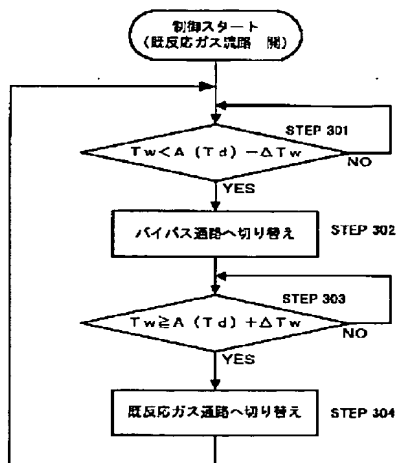 制御スタート
(既反応ガス流路 開)
STEP 301
Tw<A (Td) −ΔTw
NO
YES
バイパス通路へ切り替え
STEP 302
STEP 303
Tw≧A (Td) +ΔTw
NO
YES
既反応ガス通路へ切り替え
STEP 304